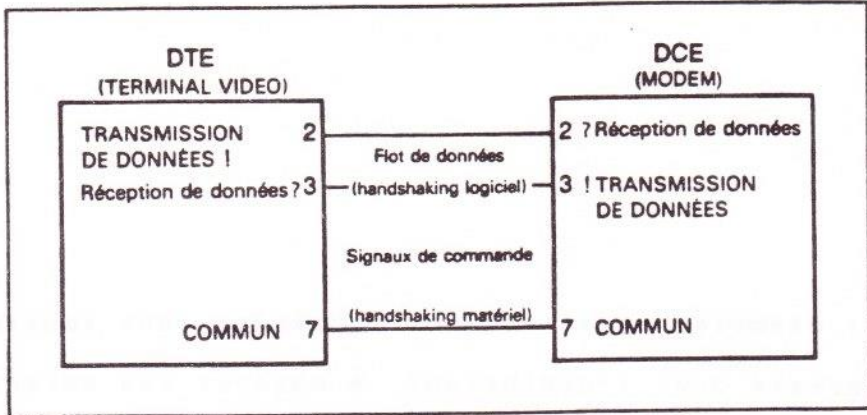 DTE
(TERMINAL VIDEO)
DCE
(MODEM)
TRANSMISSION 2
DE DONNÉES !
Réception de données ? 3
COMMUN 7
Flot de données
(handshaking logiciel)
Signaux de commande
(handshaking matériel)
2 ? Réception de données
3 ! TRANSMISSION
DE DONNÉES
7 COMMUN